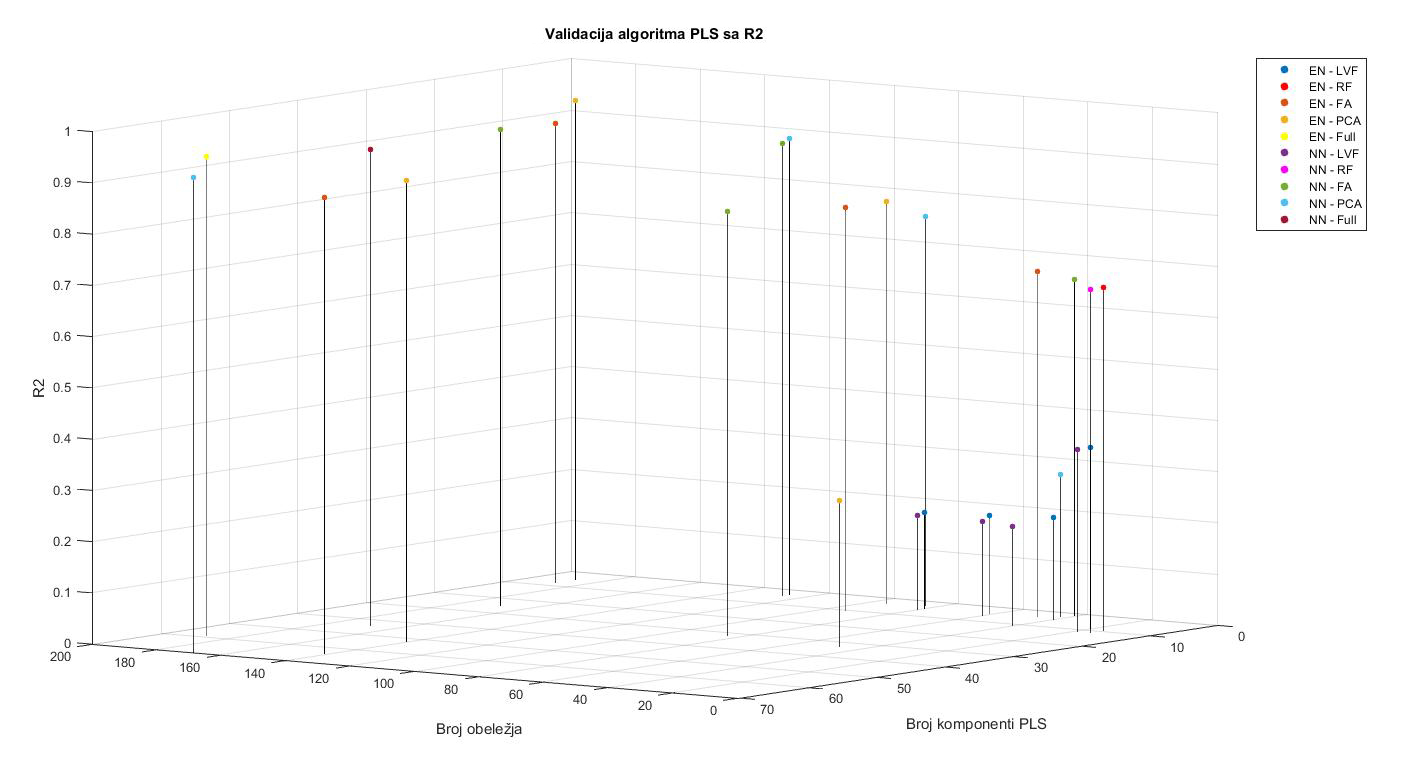 Validacija algoritma PLS sa R2
EN - LVF
EN - RF
EN - FA
EN - PCA
EN - Full
NN - LVF
NN - RF
NN - FA
NN - PCA
NN - Full
1
0.9
0.8
0.7
0.6
0.5
0.4
0.3
0.2
0.1
0
R2
200
180
160
140
120
100
80
60
40
20
0
Broj obeležja
70
60
50
40
30
20
10
0
Broj komponenti PLS